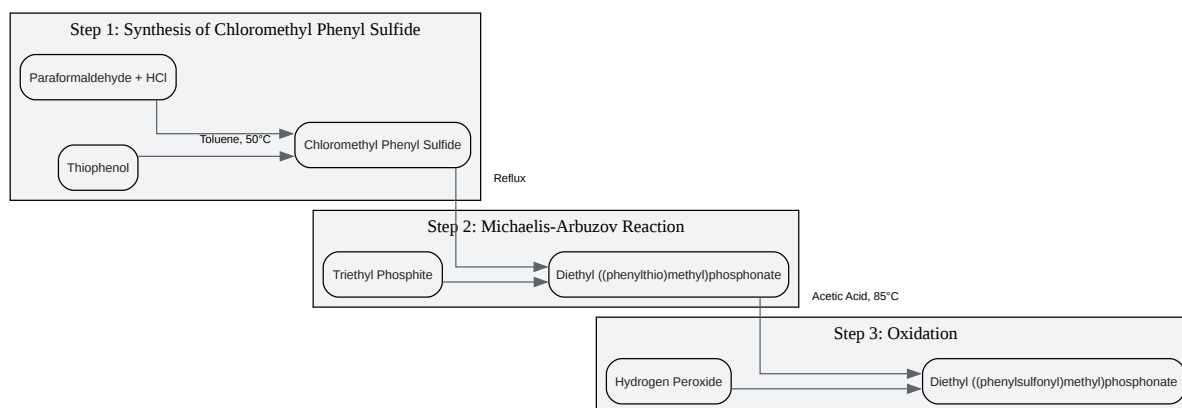 Step 1: Synthesis of Chloromethyl Phenyl Sulfide
Paraformaldehyde + HCl
Toluene, 50°C
Chloromethyl Phenyl Sulfide
Thiophenol
Reflux
Step 2: Michaelis-Arbuzov Reaction
Triethyl Phosphite
Diethyl ((phenylthio)methyl)phosphonate
Acetic Acid, 85°C
Step 3: Oxidation
Hydrogen Peroxide
Diethyl ((phenylsulfonyl)methyl)phosphonate